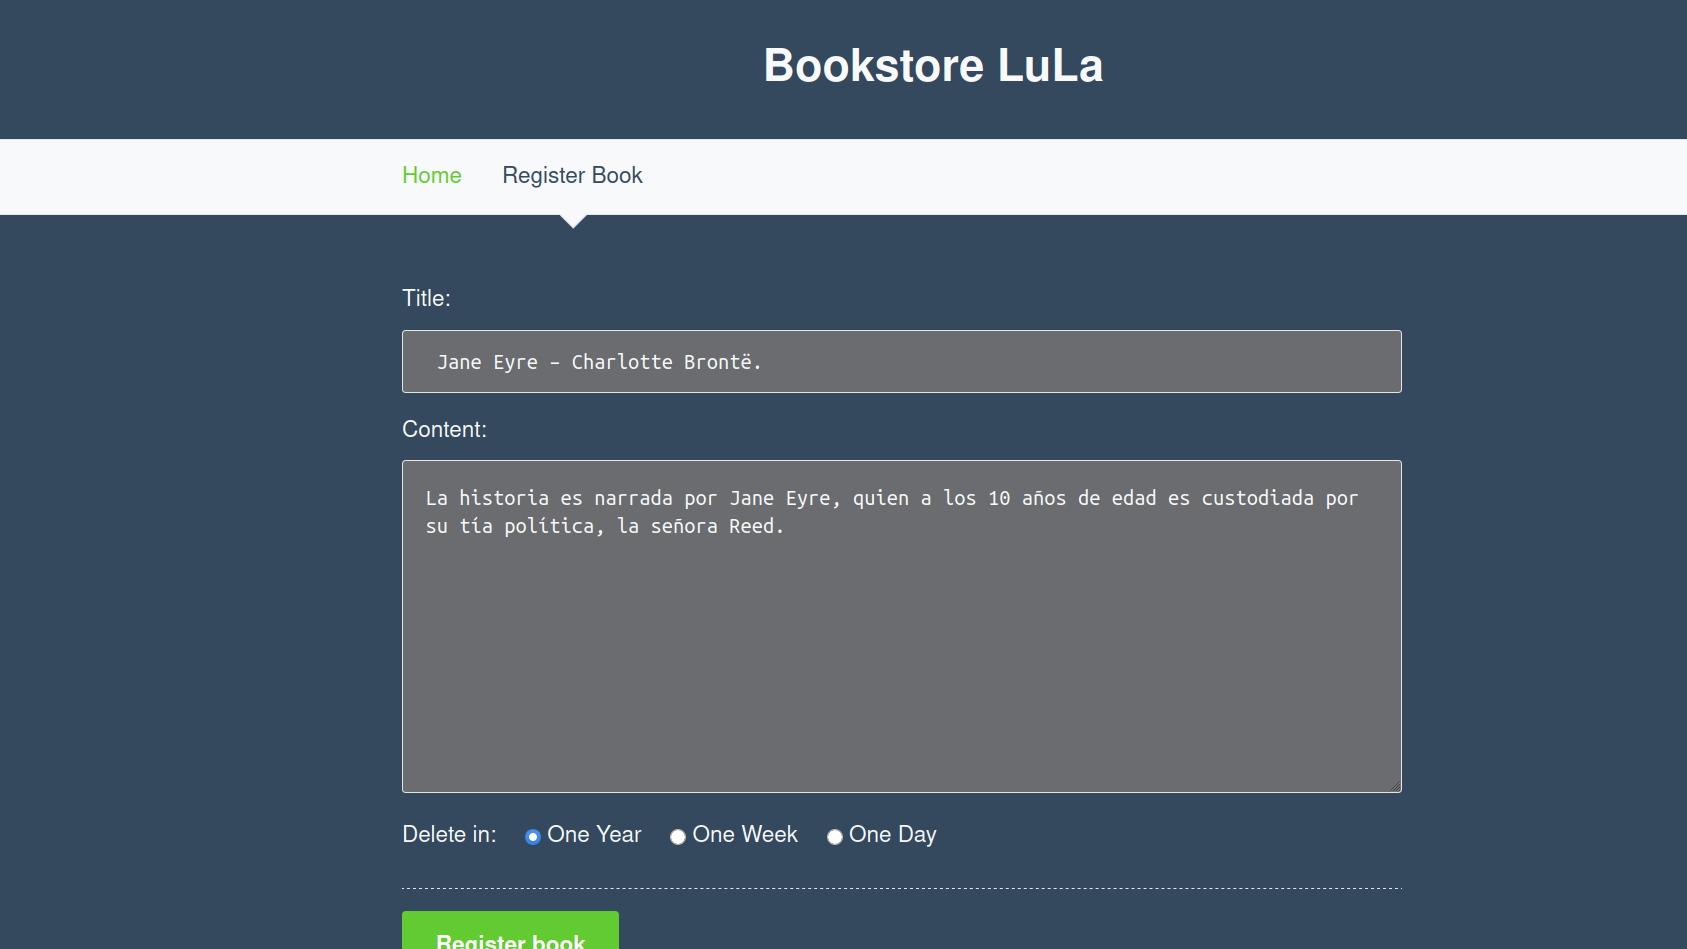 Bookstore LuLa
Home Register Book
Title:
Jane Eyre – Charlotte Brontë.
Content:
La historia es narrada por Jane Eyre, quien a los 10 años de edad es custodiada por
su tía política, la señora Reed.
Delete in: One Year One Week One Day
Register book